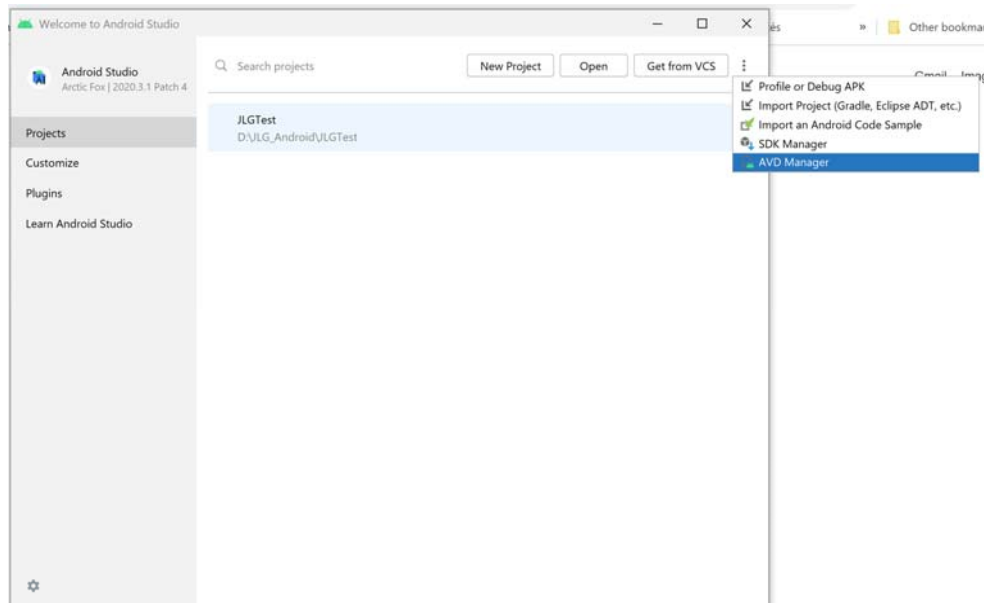 Welcome to Android Studio
Other bookma
Android Studio
Arctic Fox | 2020.3.1 Patch 4
Search projects
New Project
Open
Get from VCS
Profile or Debug APK
Import Project (Gradle, Eclipse ADT, etc.)
Import an Android Code Sample
SDK Manager
AVD Manager
JLGTest
D:\JLG_Android\JLGTest
Projects
Customize
Plugins
Learn Android Studio